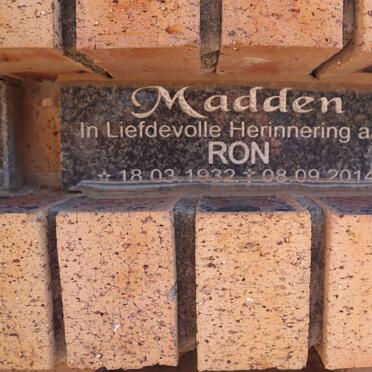 Madden
In Liefdevolle Herinnering a
RON
☆ 18.03.1932 ✝ 08.09.2014